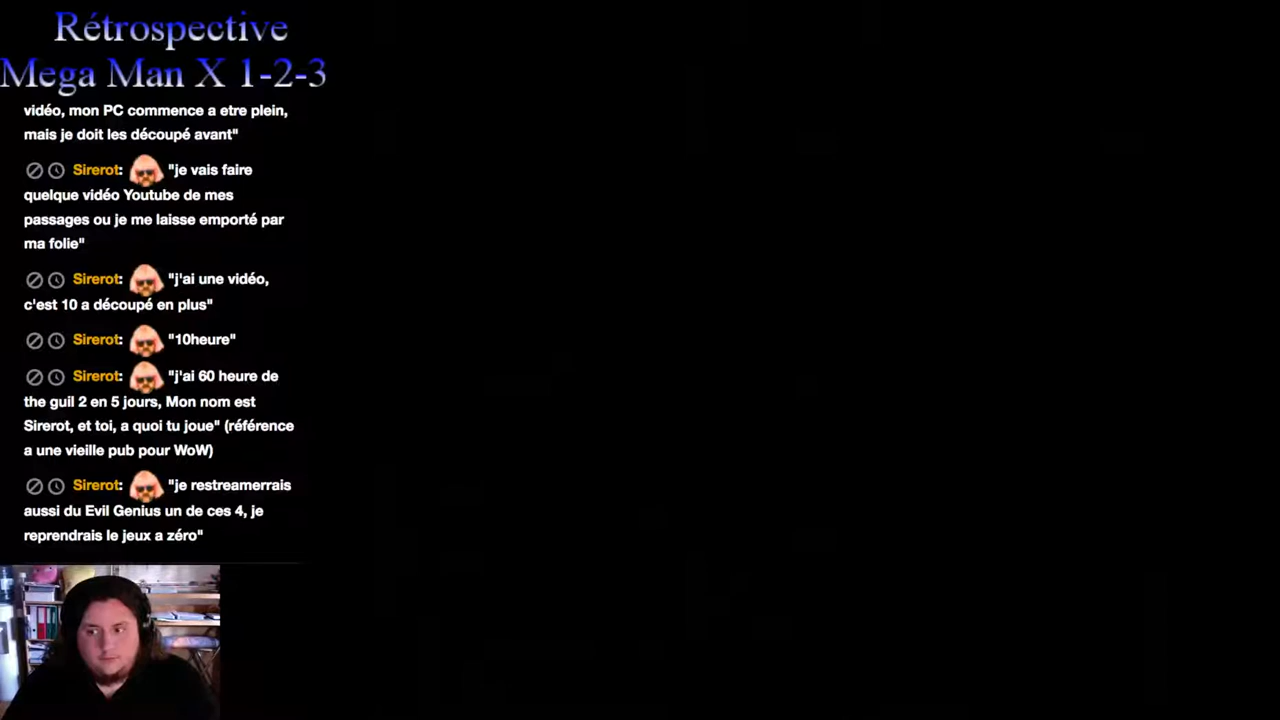 Rétrospective
Mega Man X 1-2-3
vidéo, mon PC commence a etre plein,
mais je doit les découpé avant"
Sirerot: "je vais faire
quelque vidéo Youtube de mes
passages ou je me laisse emporté par
ma folie"
Sirerot: "j'ai une vidéo,
c'est 10 a découpé en plus"
Sirerot: "10heure"
Sirerot: "j'ai 60 heure de
the guil 2 en 5 jours, Mon nom est
Sirerot, et toi, a quoi tu joue" (référence
a une vieille pub pour WoW)
Sirerot: "je restreamerrais
aussi du Evil Genius un de ces 4, je
reprendrais le jeux a zéro"